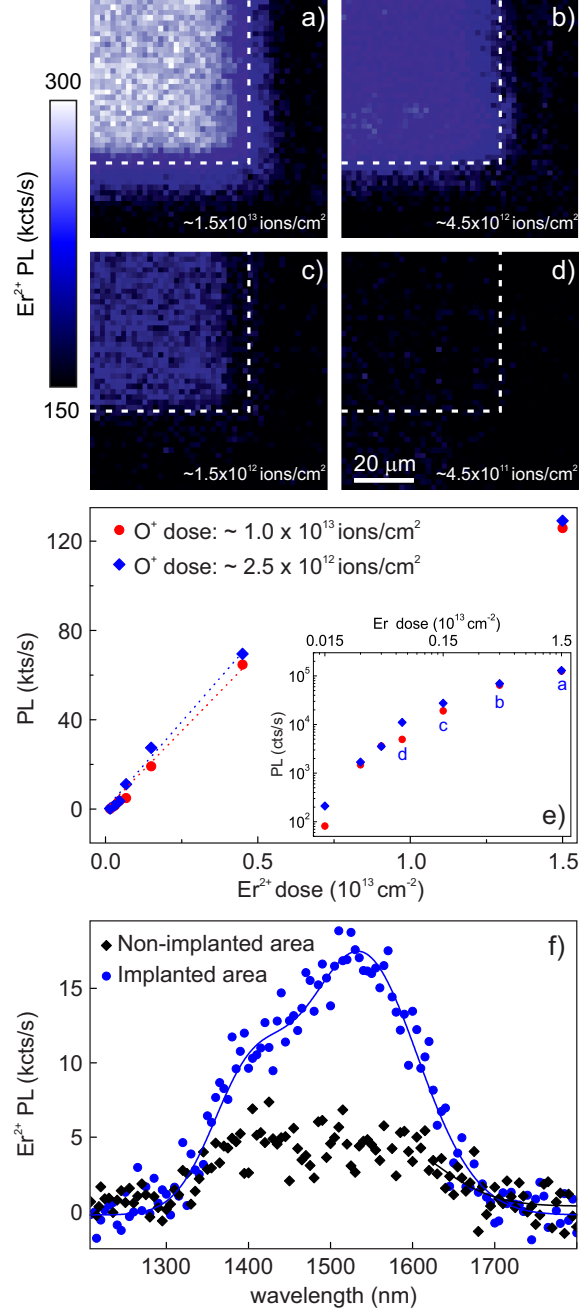 a)
b)
300
Er²⁺ PL (kcts/s)
150
~1.5x10¹³ ions/cm²
~4.5x10¹² ions/cm²
c)
d)
~1.5x10¹² ions/cm²
20 µm
~4.5x10¹¹ ions/cm²
O⁺ dose: ~ 1.0 x 10¹³ ions/cm²
O⁺ dose: ~ 2.5 x 10¹² ions/cm²
PL (kts/s)
120
80
40
0
0.0
0.5
1.0
1.5
Er²⁺ dose (10¹³ cm⁻²)
Er dose (10¹³ cm⁻²)
0.015
0.15
1.5
PL (cts/s)
10⁵
10⁴
10³
10²
a
b
c
d
e)
f)
Non-implanted area
Implanted area
Er²⁺ PL (kcts/s)
15
10
5
0
1300
1400
1500
1600
1700
wavelength (nm)